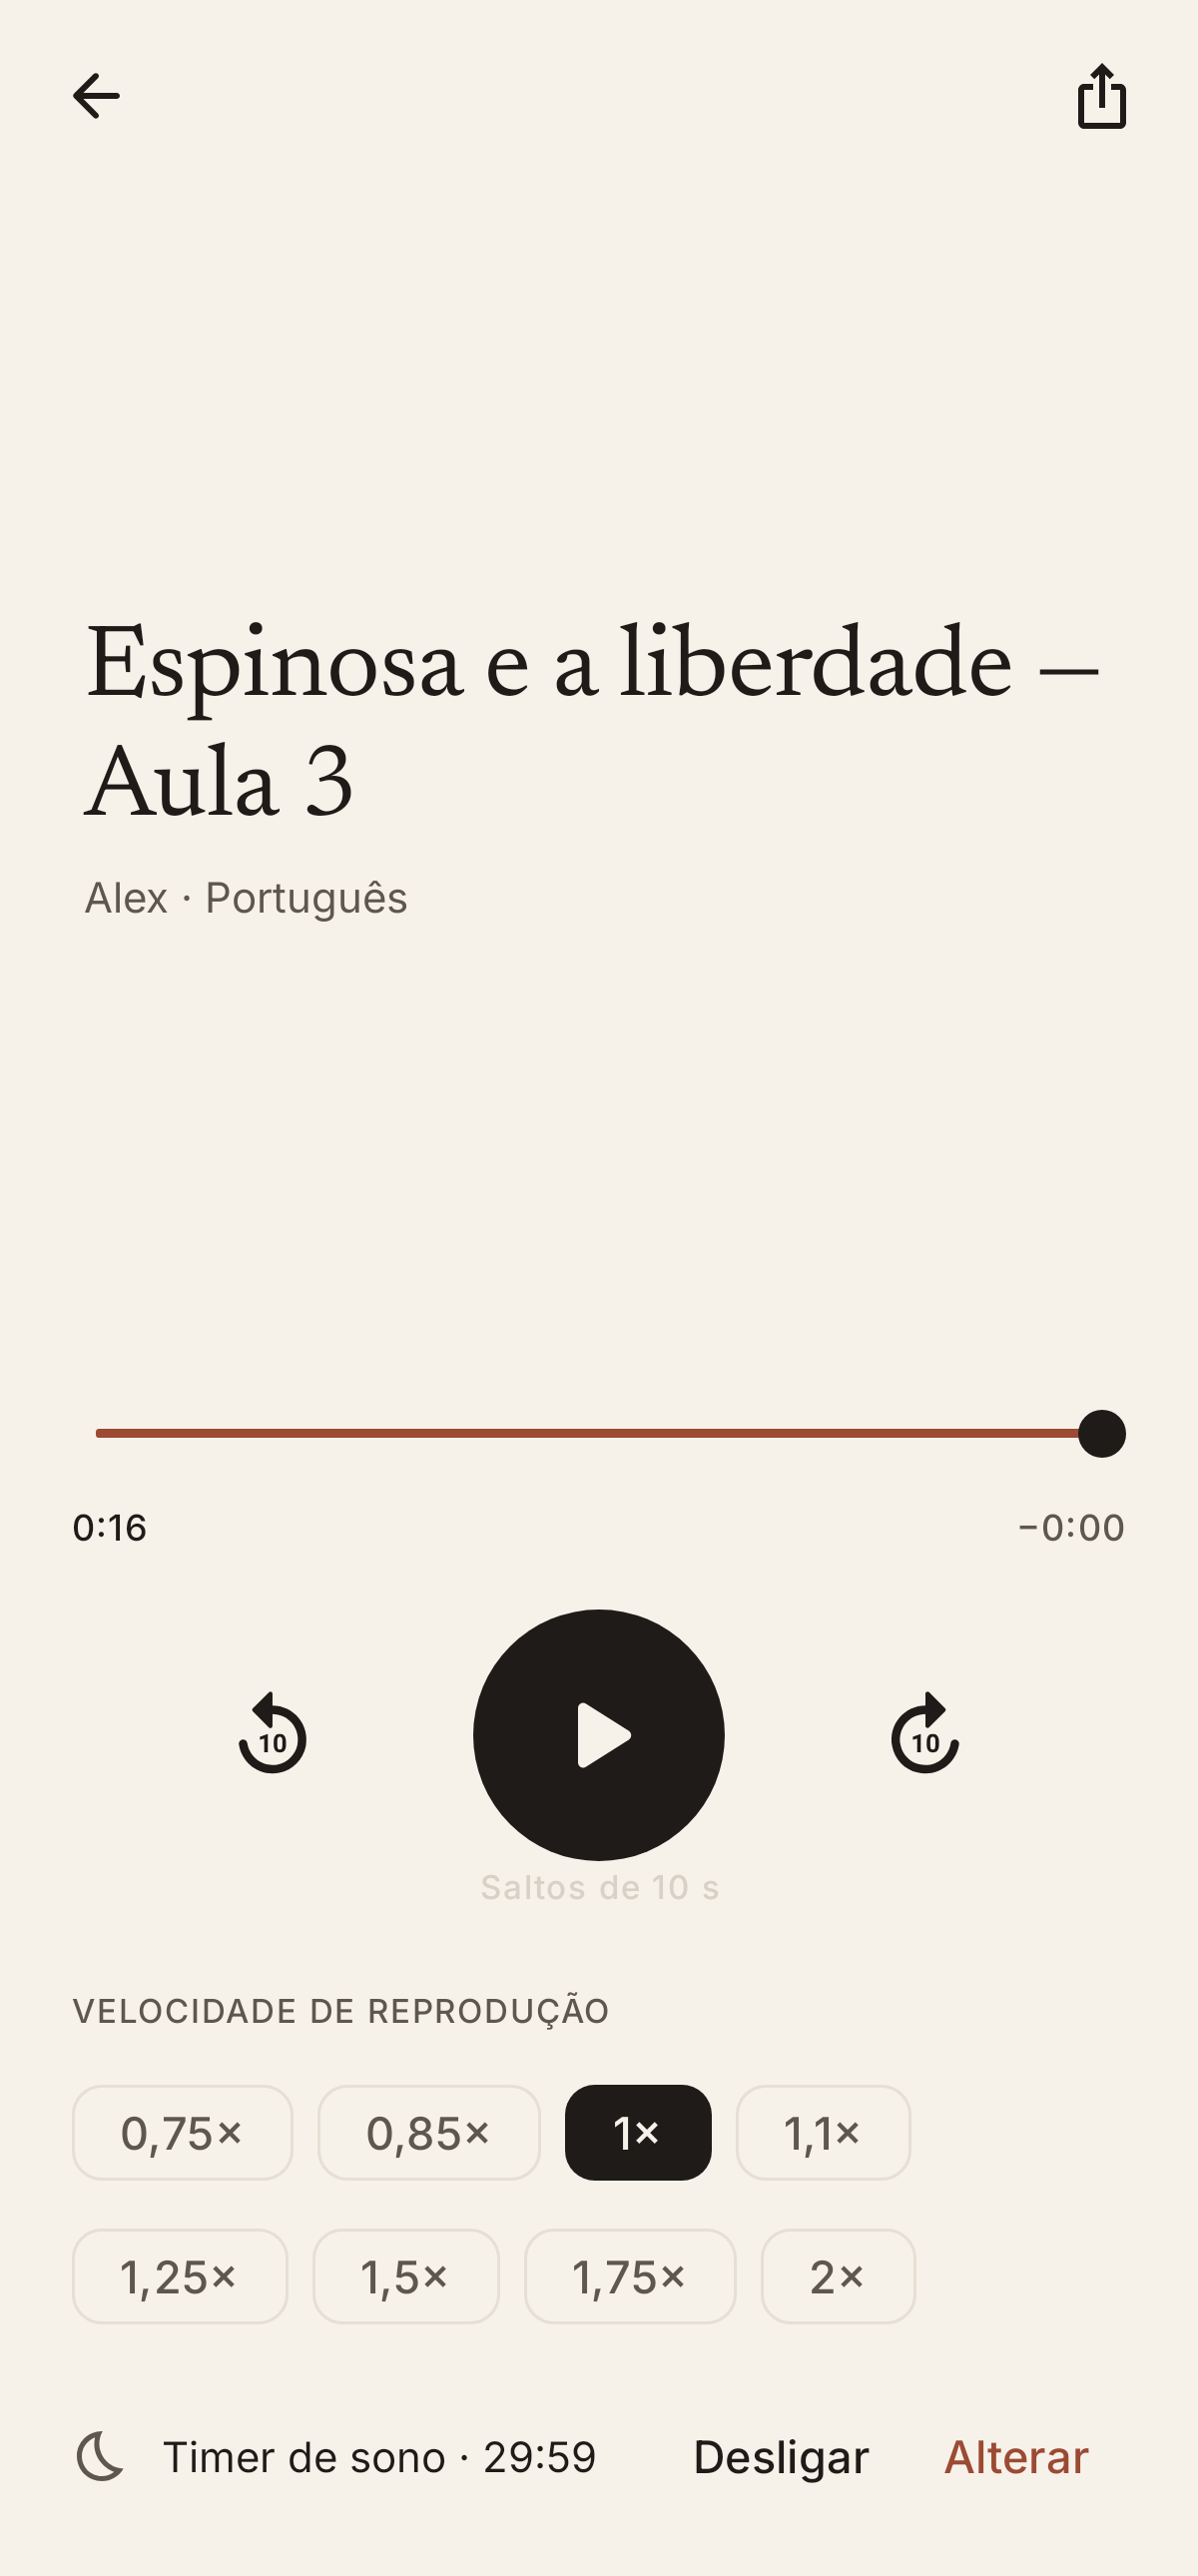 Espinosa e a liberdade —
Aula 3
Alex · Português
0:16
−0:00
10
10
Saltos de 10 s
VELOCIDADE DE REPRODUÇÃO
0,75× 0,85× 1× 1,1×
1,25× 1,5× 1,75× 2×
Timer de sono · 29:59 Desligar Alterar